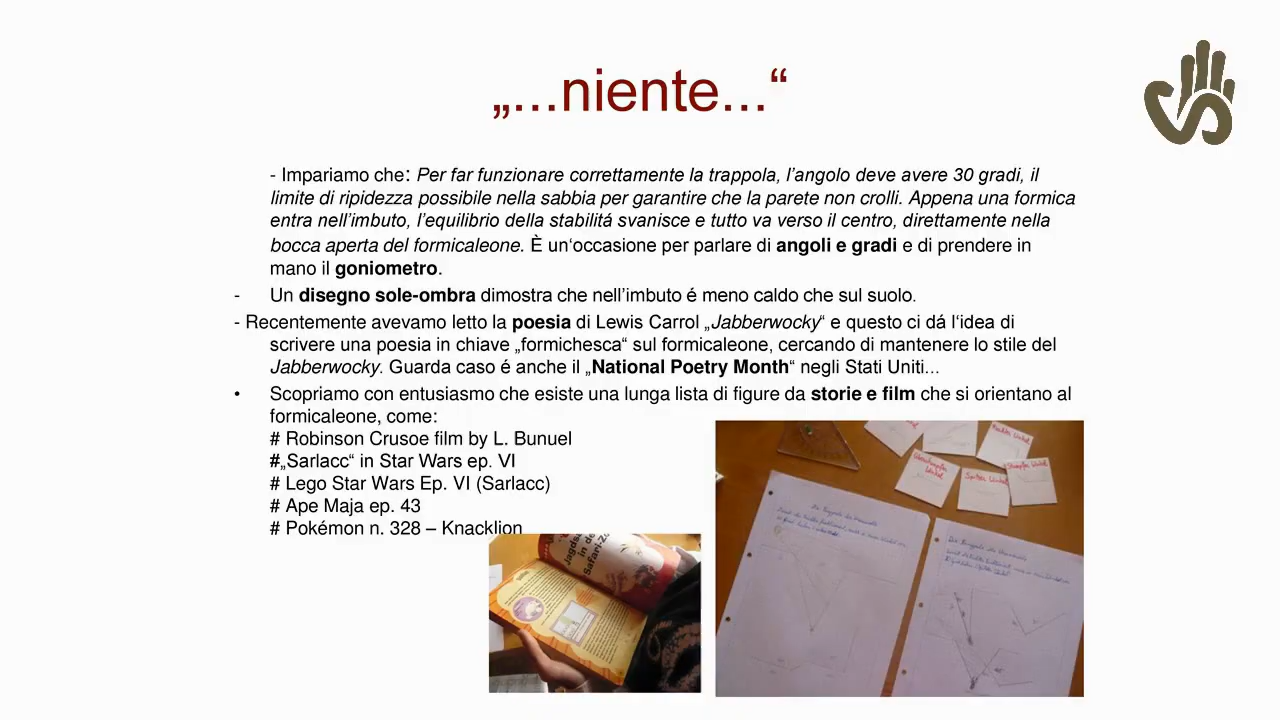 „...niente...“
- Impariamo che: Per far funzionare correttamente la trappola, l’angolo deve avere 30 gradi, il
limite di ripidezza possibile nella sabbia per garantire che la parete non crolli. Appena una formica
entra nell’imbuto, l’equilibrio della stabilitá svanisce e tutto va verso il centro, direttamente nella
bocca aperta del formicaleone. È un‘occasione per parlare di angoli e gradi e di prendere in
mano il goniometro.
- Un disegno sole-ombra dimostra che nell’imbuto é meno caldo che sul suolo.
- Recentemente avevamo letto la poesia di Lewis Carrol „Jabberwocky“ e questo ci dá l‘idea di
scrivere una poesia in chiave „formichesca“ sul formicaleone, cercando di mantenere lo stile del
Jabberwocky. Guarda caso é anche il „National Poetry Month“ negli Stati Uniti...
• Scopriamo con entusiasmo che esiste una lunga lista di figure da storie e film che si orientano al
formicaleone, come:
# Robinson Crusoe film by L. Bunuel
#„Sarlacc“ in Star Wars ep. VI
# Lego Star Wars Ep. VI (Sarlacc)
# Ape Maja ep. 43
# Pokémon n. 328 – Knacklion
Jagds
in de
Safari-Z
Winkel
Spitzer Winkel